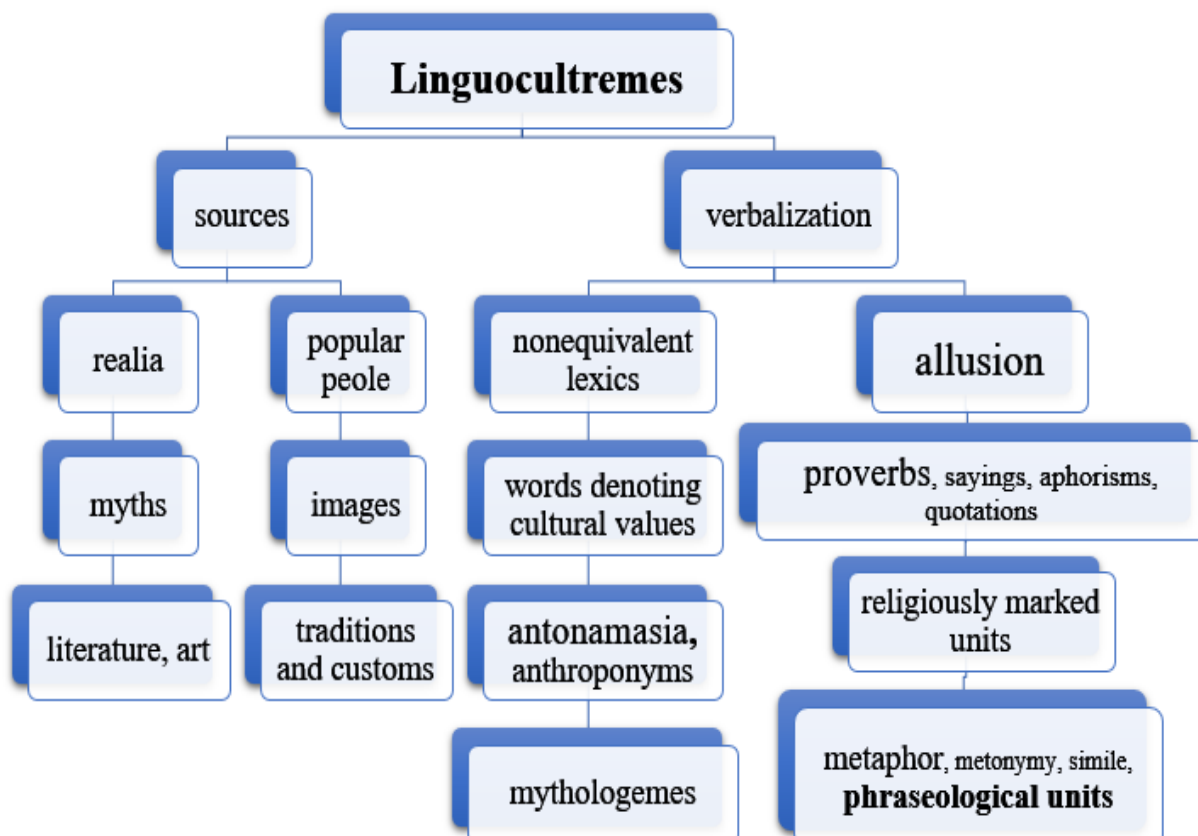 Linguocultremes
sources
verbalization
realia
popular
peole
nonequivalent
lexics
allusion
myths
images
words denoting
cultural values
proverbs, sayings, aphorisms,
quotations
literature, art
traditions
and customs
antonamasia,
anthroponyms
religiously marked
units
mythologemes
metaphor, metonymy, simile,
phraseological units